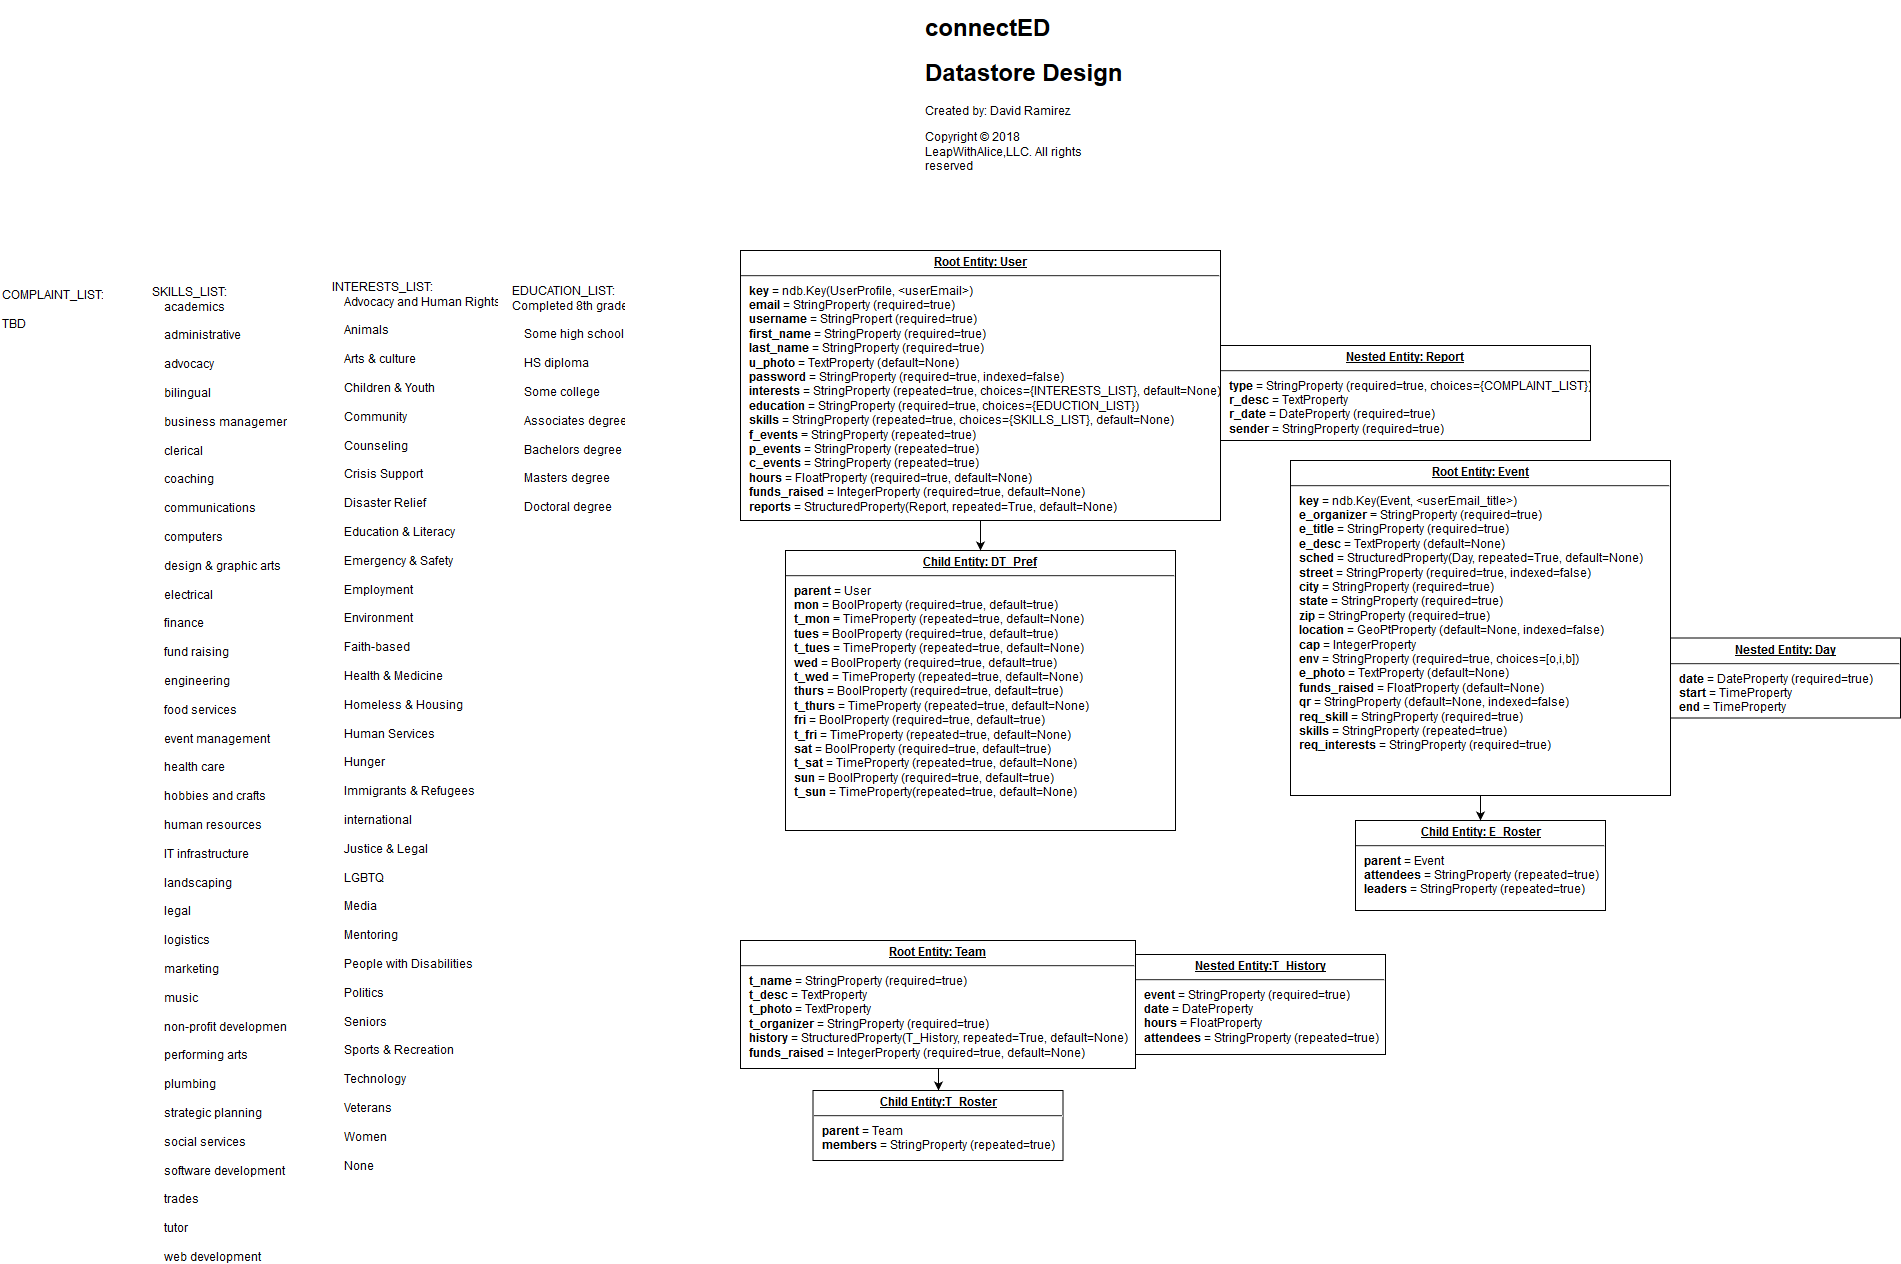 connectED
Datastore Design
Created by: David Ramirez
Copyright © 2018
LeapWithAlice,LLC. All rights
reserved
COMPLAINT_LIST:
TBD
SKILLS_LIST:
academics
administrative
advocacy
bilingual
business managemer
clerical
coaching
communications
computers
design & graphic arts
electrical
finance
fund raising
engineering
food services
event management
health care
hobbies and crafts
human resources
IT infrastructure
landscaping
legal
logistics
marketing
music
non-profit developmen
performing arts
plumbing
strategic planning
social services
software development
trades
tutor
web development
INTERESTS_LIST:
Advocacy and Human Rights
Animals
Arts & culture
Children & Youth
Community
Counseling
Crisis Support
Disaster Relief
Education & Literacy
Emergency & Safety
Employment
Environment
Faith-based
Health & Medicine
Homeless & Housing
Human Services
Hunger
Immigrants & Refugees
international
Justice & Legal
LGBTQ
Media
Mentoring
People with Disabilities
Politics
Seniors
Sports & Recreation
Technology
Veterans
Women
None
EDUCATION_LIST:
Completed 8th grade
Some high school
HS diploma
Some college
Associates degree
Bachelors degree
Masters degree
Doctoral degree
Root Entity: User
key = ndb.Key(UserProfile, <userEmail>)
email = StringProperty (required=true)
username = StringPropert (required=true)
first_name = StringProperty (required=true)
last_name = StringProperty (required=true)
u_photo = TextProperty (default=None)
password = StringProperty (required=true, indexed=false)
interests = StringProperty (repeated=true, choices={INTERESTS_LIST}, default=None)
education = StringProperty (required=true, choices={EDUCTION_LIST})
skills = StringProperty (repeated=true, choices={SKILLS_LIST}, default=None)
f_events = StringProperty (repeated=true)
p_events = StringProperty (repeated=true)
c_events = StringProperty (repeated=true)
hours = FloatProperty (required=true, default=None)
funds_raised = IntegerProperty (required=true, default=None)
reports = StructuredProperty(Report, repeated=True, default=None)
Nested Entity: Report
type = StringProperty (required=true, choices={COMPLAINT_LIST})
r_desc = TextProperty
r_date = DateProperty (required=true)
sender = StringProperty (required=true)
Child Entity: DT_Pref
parent = User
mon = BoolProperty (required=true, default=true)
t_mon = TimeProperty (repeated=true, default=None)
tues = BoolProperty (required=true, default=true)
t_tues = TimeProperty (repeated=true, default=None)
wed = BoolProperty (required=true, default=true)
t_wed = TimeProperty (repeated=true, default=None)
thurs = BoolProperty (required=true, default=true)
t_thurs = TimeProperty (repeated=true, default=None)
fri = BoolProperty (required=true, default=true)
t_fri = TimeProperty (repeated=true, default=None)
sat = BoolProperty (required=true, default=true)
t_sat = TimeProperty (repeated=true, default=None)
sun = BoolProperty (required=true, default=true)
t_sun = TimeProperty(repeated=true, default=None)
Root Entity: Event
key = ndb.Key(Event, <userEmail_title>)
e_organizer = StringProperty (required=true)
e_title = StringProperty (required=true)
e_desc = TextProperty (default=None)
sched = StructuredProperty(Day, repeated=True, default=None)
street = StringProperty (required=true, indexed=false)
city = StringProperty (required=true)
state = StringProperty (required=true)
zip = StringProperty (required=true)
location = GeoPtProperty (default=None, indexed=false)
cap = IntegerProperty
env = StringProperty (required=true, choices=[o,i,b])
e_photo = TextProperty (default=None)
funds_raised = FloatProperty (default=None)
qr = StringProperty (default=None, indexed=false)
req_skill = StringProperty (required=true)
skills = StringProperty (repeated=true)
req_interests = StringProperty (required=true)
Nested Entity: Day
date = DateProperty (required=true)
start = TimeProperty
end = TimeProperty
Child Entity: E_Roster
parent = Event
attendees = StringProperty (repeated=true)
leaders = StringProperty (repeated=true)
Root Entity: Team
t_name = StringProperty (required=true)
t_desc = TextProperty
t_photo = TextProperty
t_organizer = StringProperty (required=true)
history = StructuredProperty(T_History, repeated=True, default=None)
funds_raised = IntegerProperty (required=true, default=None)
Nested Entity:T_History
event = StringProperty (required=true)
date = DateProperty
hours = FloatProperty
attendees = StringProperty (repeated=true)
Child Entity:T_Roster
parent = Team
members = StringProperty (repeated=true)